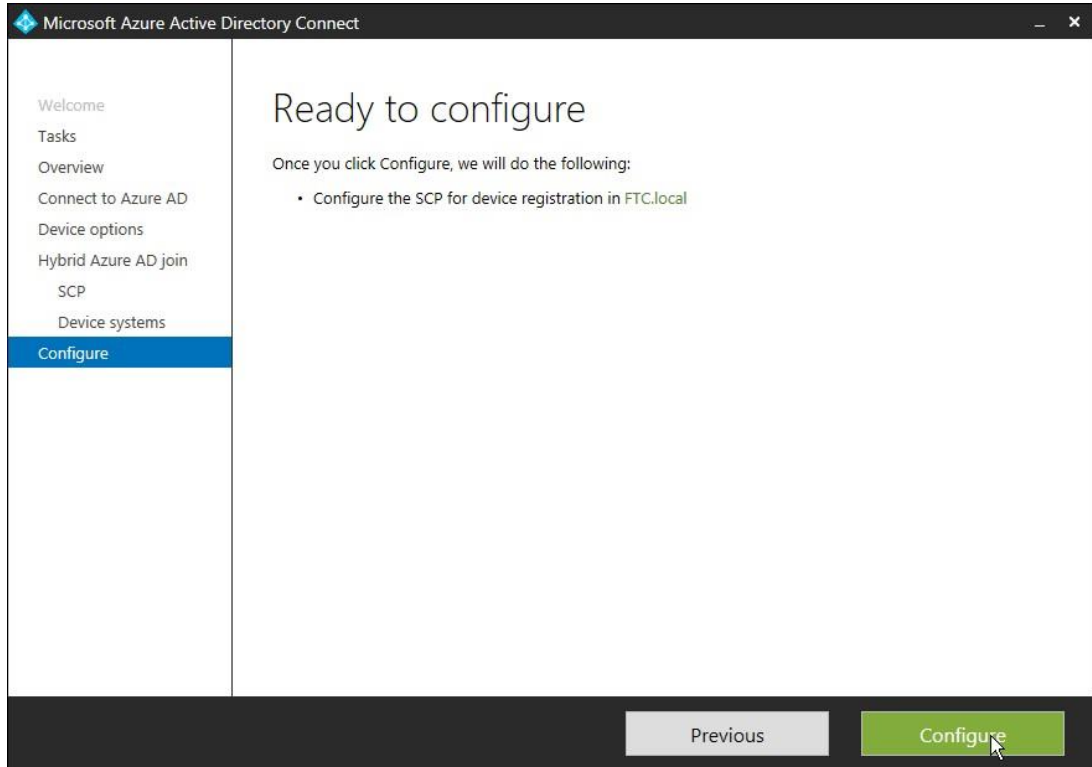 Microsoft Azure Active Directory Connect
Welcome
Tasks
Overview
Connect to Azure AD
Device options
Hybrid Azure AD join
SCP
Device systems
Configure
Ready to configure
Once you click Configure, we will do the following:
• Configure the SCP for device registration in FTC.local
Previous
Configure